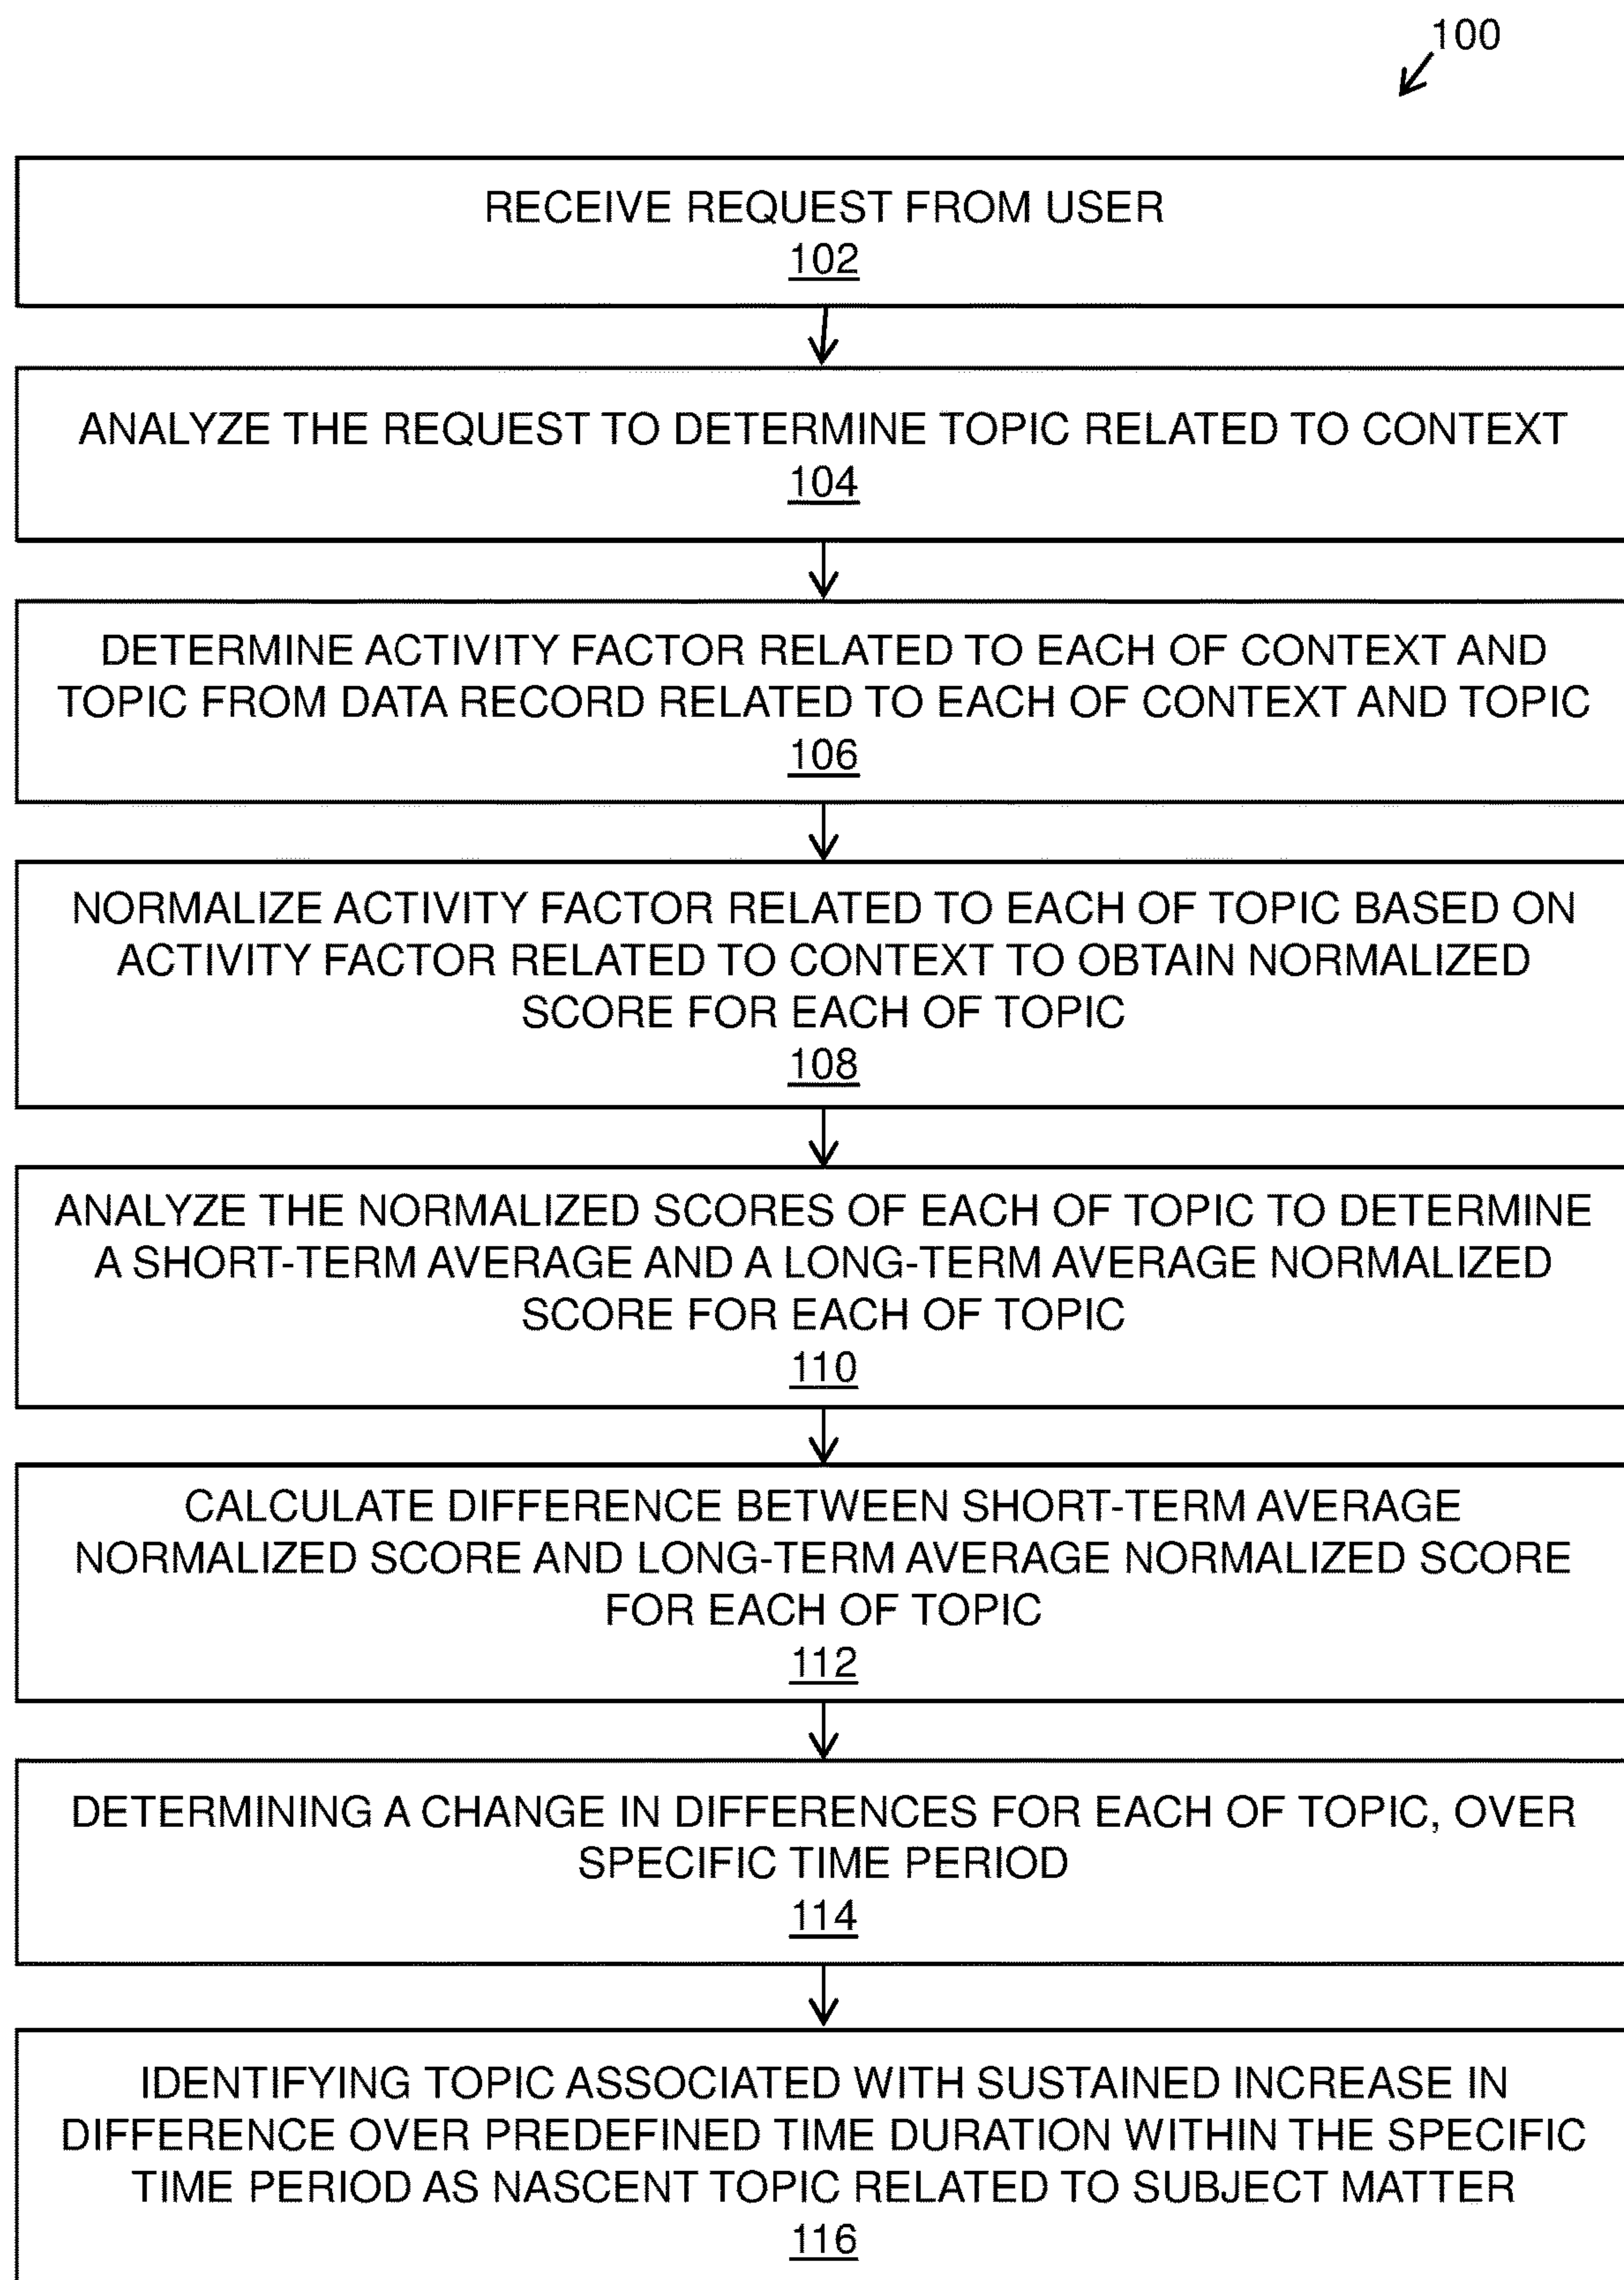 100
RECEIVE REQUEST FROM USER
102
ANALYZE THE REQUEST TO DETERMINE TOPIC RELATED TO CONTEXT
104
DETERMINE ACTIVITY FACTOR RELATED TO EACH OF CONTEXT AND
TOPIC FROM DATA RECORD RELATED TO EACH OF CONTEXT AND TOPIC
106
NORMALIZE ACTIVITY FACTOR RELATED TO EACH OF TOPIC BASED ON
ACTIVITY FACTOR RELATED TO CONTEXT TO OBTAIN NORMALIZED
SCORE FOR EACH OF TOPIC
108
ANALYZE THE NORMALIZED SCORES OF EACH OF TOPIC TO DETERMINE
A SHORT-TERM AVERAGE AND A LONG-TERM AVERAGE NORMALIZED
SCORE FOR EACH OF TOPIC
110
CALCULATE DIFFERENCE BETWEEN SHORT-TERM AVERAGE
NORMALIZED SCORE AND LONG-TERM AVERAGE NORMALIZED SCORE
FOR EACH OF TOPIC
112
DETERMINING A CHANGE IN DIFFERENCES FOR EACH OF TOPIC, OVER
SPECIFIC TIME PERIOD
114
IDENTIFYING TOPIC ASSOCIATED WITH SUSTAINED INCREASE IN
DIFFERENCE OVER PREDEFINED TIME DURATION WITHIN THE SPECIFIC
TIME PERIOD AS NASCENT TOPIC RELATED TO SUBJECT MATTER
116